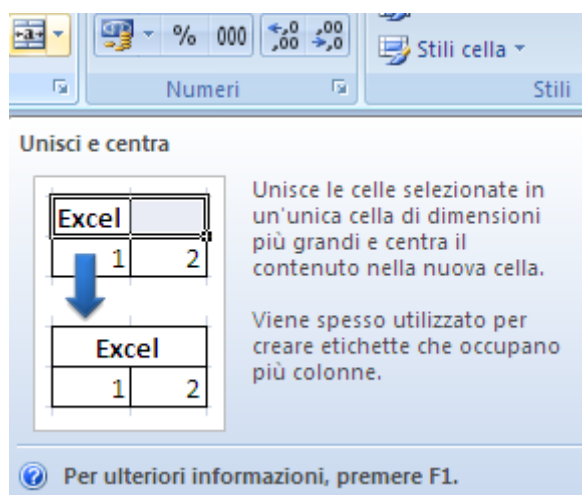 a
% 000 ,0 ,00 ,00 ,0
Stili cella
Numeri
Stili
Unisci e centra
Excel
1 2
Excel
1 2
Unisce le celle selezionate in
un'unica cella di dimensioni
più grandi e centra il
contenuto nella nuova cella.
Viene spesso utilizzato per
creare etichette che occupano
più colonne.
Per ulteriori informazioni, premere F1.